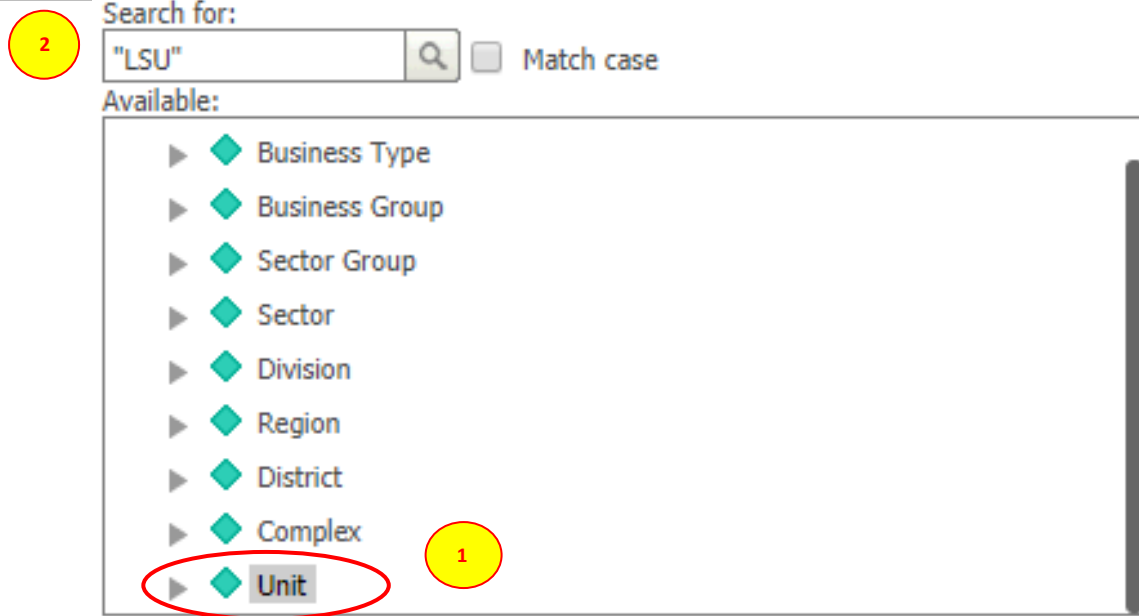 Search for:
2
"LSU"
Match case
Available:
Business Type
Business Group
Sector Group
Sector
Division
Region
District
Complex
1
Unit